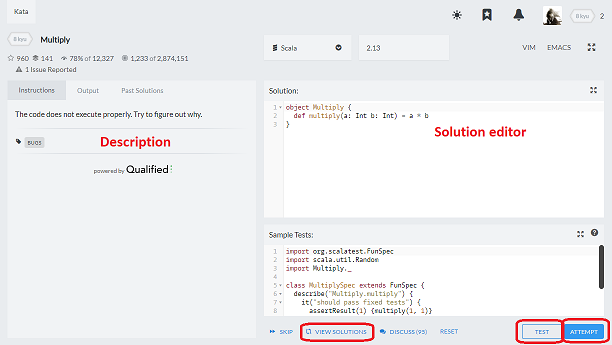 Kata
8 kyu
2
8 kyu
Multiply
960 141 78% of 12,327 1,233 of 2,874,151
1 Issue Reported
Scala
2.13
VIM EMACS
Instructions Output Past Solutions
The code does not execute properly. Try to figure out why.
BUGS
Description
powered by Qualified
Solution:
1 object Multiply {
2 def multiply(a: Int b: Int) = a * b
3 }
Solution editor
Sample Tests:
1 import org.scalatest.FunSpec
2 import scala.util.Random
3 import Multiply._
4
5 class MultiplySpec extends FunSpec {
6 describe("Multiply.multiply") {
7 it("should pass fixed tests") {
8 assertResult(1) {multiply(1, 1)}
SKIP VIEW SOLUTIONS DISCUSS (95) RESET TEST ATTEMPT